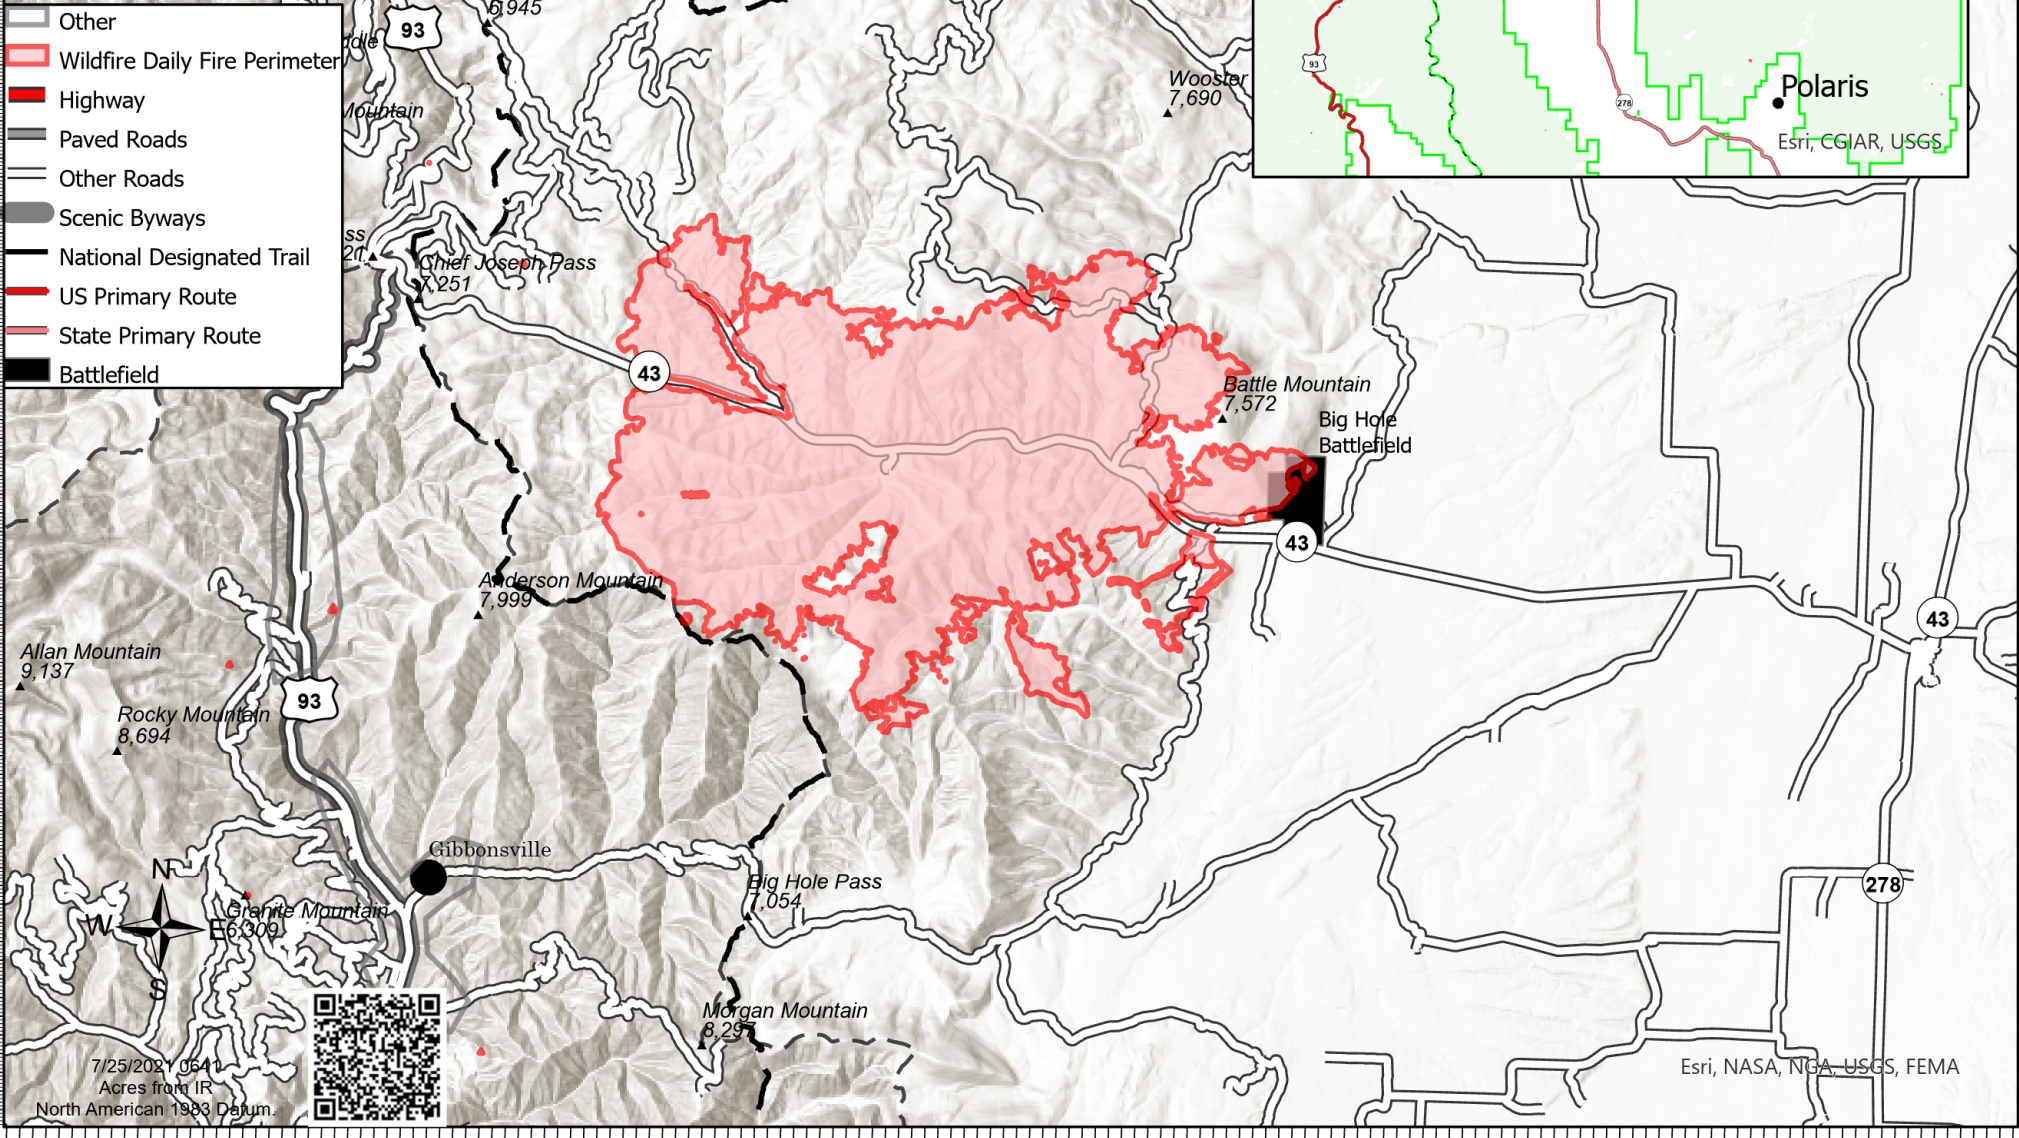 Other
Wildfire Daily Fire Perimeter
Highway
Paved Roads
Other Roads
Scenic Byways
National Designated Trail
US Primary Route
State Primary Route
Battlefield
6,945
93
Mountain
Chief Joseph Pass
7,251
Wooster
7,690
93
278
Polaris
Esri, CGIAR, USGS
43
Battle Mountain
7,572
Big Hole
Battlefield
43
Anderson Mountain
7,999
43
Allan Mountain
9,137
93
Rocky Mountain
8,694
Gibbonsville
Big Hole Pass
7,054
278
N
W
E
S
Granite Mountain
6,309
Morgan Mountain
8,297
7/25/2021 0641
Acres from IR
North American 1983 Datum.
Esri, NASA, NGA, USGS, FEMA